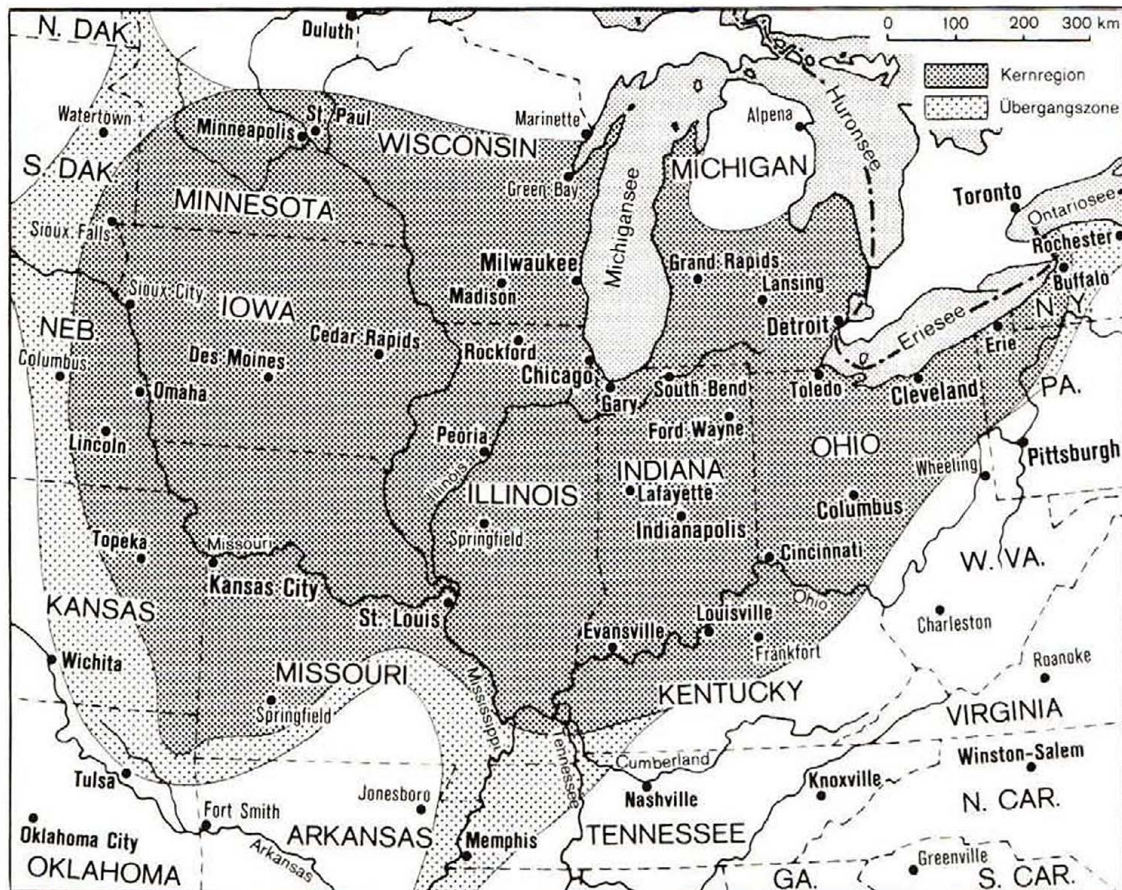 0 100 200 300 km
Kernregion
Übergangszone
N. DAK.
Duluth
Watertown
St. Paul
Minneapolis
WISCONSIN
Marinette
Alpena
Huronsee
S. DAK.
MINNESOTA
Green Bay
MICHIGAN
Toronto
Ontariosee
Sioux Falls
Michigansee
Rochester
Milwaukee
Grand Rapids
Buffalo
Sioux City
Madison
Lansing
IOWA
NEB
Cedar Rapids
Detroit
Eriesee
N.Y.
Rockford
Erie
Columbus
Des Moines
Chicago
Omaha
Gary
South Bend
Toledo
Cleveland
PA.
Lincoln
Peoria
Ford Wayne
OHIO
Illinois
Wheeling
Pittsburgh
ILLINOIS
INDIANA
Lafayette
Columbus
Springfield
Indianapolis
Topeka
Missouri
Cincinnati
W. VA.
Kansas City
KANSAS
St. Louis
Louisville
Ohio
Evansville
Frankfort
Charleston
Wichita
MISSOURI
Mississippi
KENTUCKY
Roanoke
Springfield
VIRGINIA
Tennessee
Cumberland
Winston-Salem
Tulsa
Nashville
Knoxville
Jonesboro
N. CAR.
Fort Smith
Oklahoma City
ARKANSAS
TENNESSEE
Arkansas
Memphis
OKLAHOMA
Greenville
GA.
S. CAR.